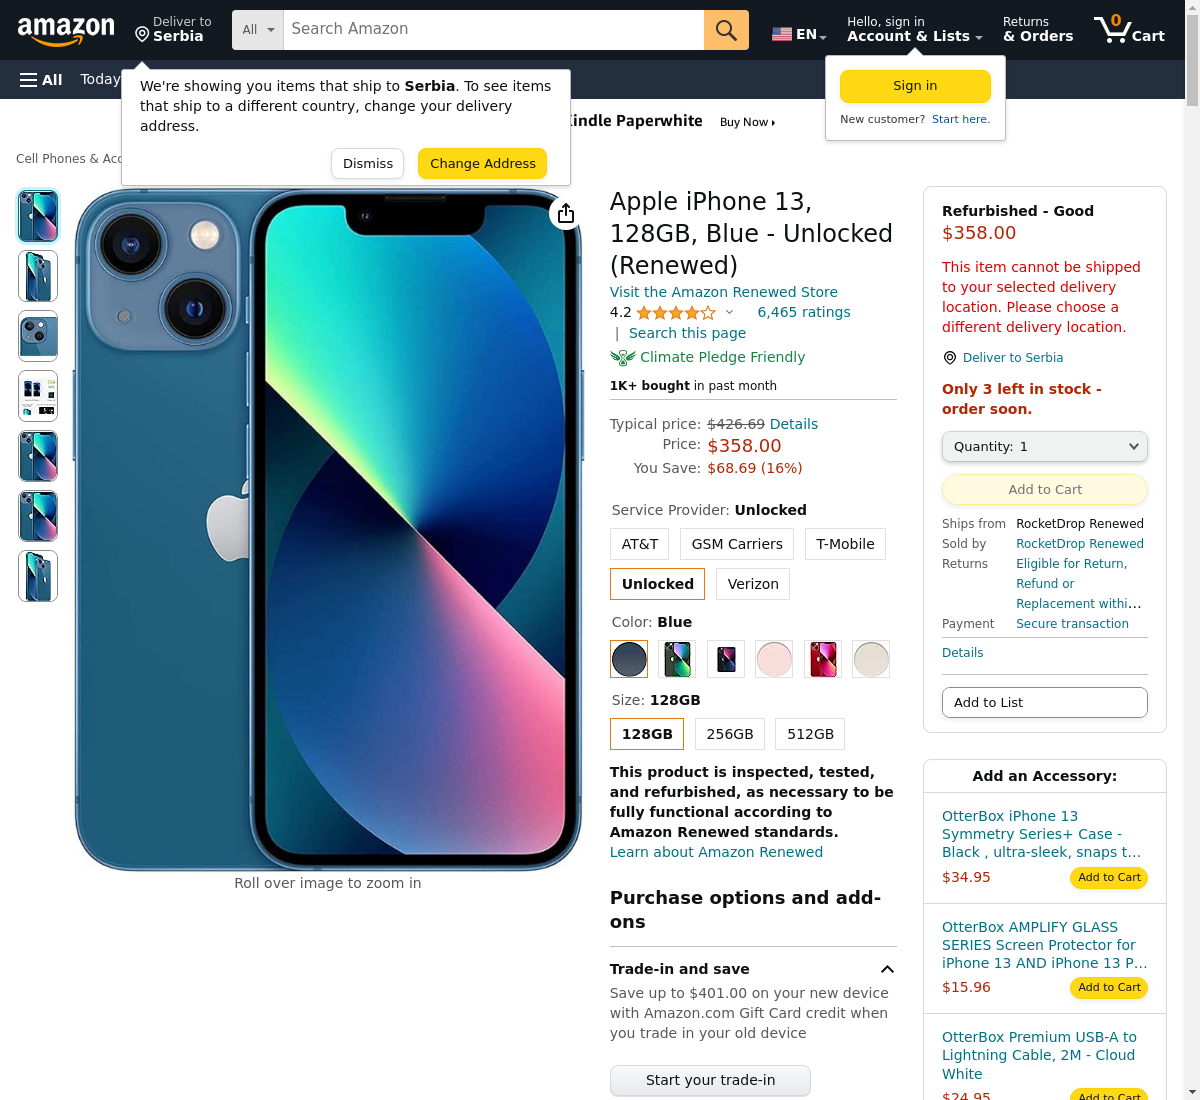 amazon
Deliver to
Serbia
All
Search Amazon
EN
Hello, sign in
Account & Lists
Returns
& Orders
0
Cart
All
Today
We're showing you items that ship to Serbia. To see items
that ship to a different country, change your delivery
address.
Dismiss
Change Address
Sign in
New customer? Start here.
Kindle Paperwhite
Buy Now
Cell Phones & Acc
Roll over image to zoom in
Apple iPhone 13,
128GB, Blue - Unlocked
(Renewed)
Visit the Amazon Renewed Store
4.2
6,465 ratings
| Search this page
Climate Pledge Friendly
1K+ bought in past month
Typical price: $426.69 Details
Price: $358.00
You Save: $68.69 (16%)
Service Provider: Unlocked
AT&T
GSM Carriers
T-Mobile
Unlocked
Verizon
Color: Blue
Size: 128GB
128GB
256GB
512GB
This product is inspected, tested,
and refurbished, as necessary to be
fully functional according to
Amazon Renewed standards.
Learn about Amazon Renewed
Purchase options and add-
ons
Trade-in and save
Save up to $401.00 on your new device
with Amazon.com Gift Card credit when
you trade in your old device
Start your trade-in
Refurbished - Good
$358.00
This item cannot be shipped
to your selected delivery
location. Please choose a
different delivery location.
Deliver to Serbia
Only 3 left in stock -
order soon.
Quantity: 1
Add to Cart
Ships from RocketDrop Renewed
Sold by RocketDrop Renewed
Returns Eligible for Return,
Refund or
Replacement withi…
Payment Secure transaction
Details
Add to List
Add an Accessory:
OtterBox iPhone 13
Symmetry Series+ Case -
Black , ultra-sleek, snaps t…
$34.95
Add to Cart
OtterBox AMPLIFY GLASS
SERIES Screen Protector for
iPhone 13 AND iPhone 13 P…
$15.96
Add to Cart
OtterBox Premium USB-A to
Lightning Cable, 2M - Cloud
White
$24.95
Add to Cart